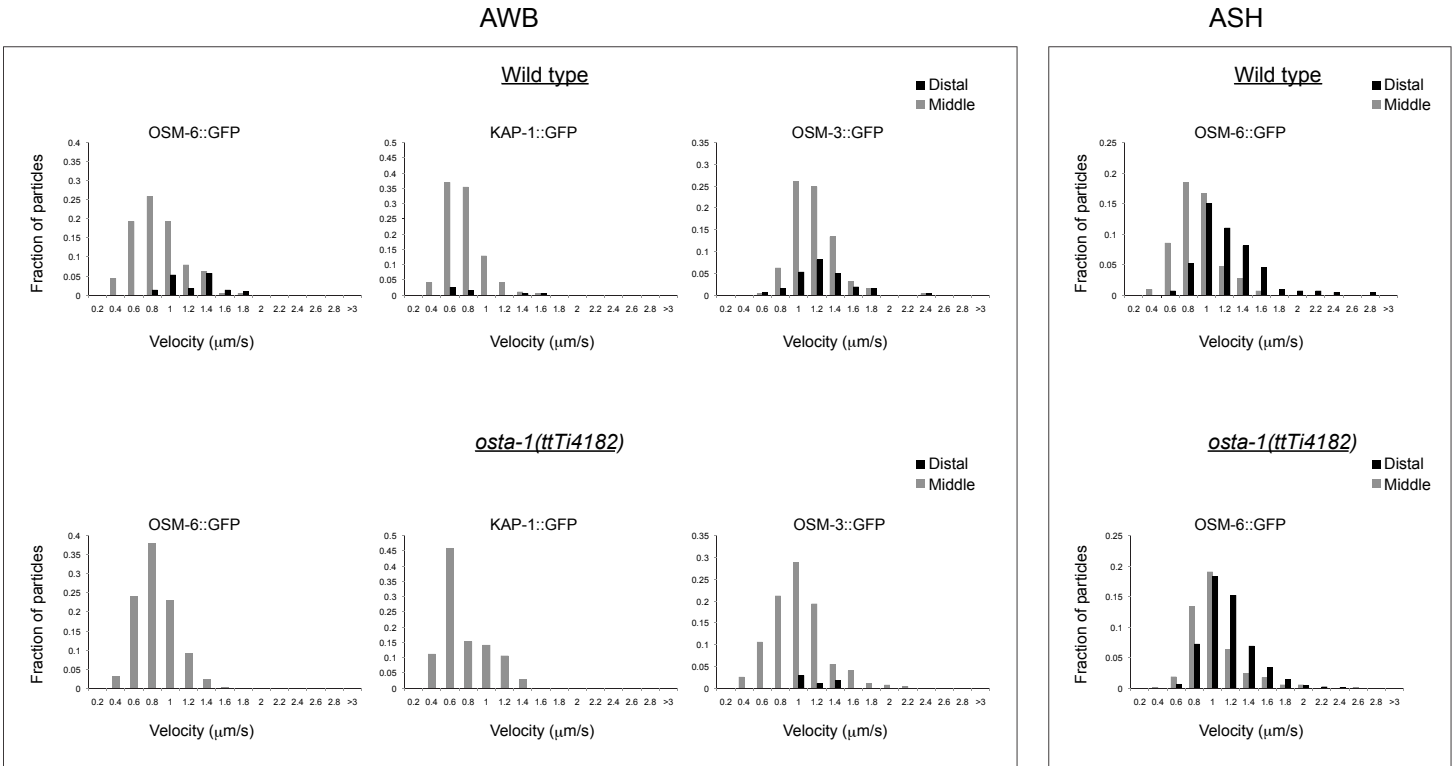 AWB
ASH
Wild type
Distal
Middle
OSM-6::GFP
KAP-1::GFP
OSM-3::GFP
Fraction of particles
0.4
0.35
0.3
0.25
0.2
0.15
0.1
0.05
0
0.2 0.4 0.6 0.8 1 1.2 1.4 1.6 1.8 2 2.2 2.4 2.6 2.8 >3
Velocity (μm/s)
0.5
0.45
0.4
0.35
0.3
0.25
0.2
0.15
0.1
0.05
0
0.2 0.4 0.6 0.8 1 1.2 1.4 1.6 1.8 2 2.2 2.4 2.6 2.8 >3
Velocity (μm/s)
0.35
0.3
0.25
0.2
0.15
0.1
0.05
0
0.2 0.4 0.6 0.8 1 1.2 1.4 1.6 1.8 2 2.2 2.4 2.6 2.8 >3
Velocity (μm/s)
Wild type
Distal
Middle
OSM-6::GFP
Fraction of particles
0.25
0.2
0.15
0.1
0.05
0
0.2 0.4 0.6 0.8 1 1.2 1.4 1.6 1.8 2 2.2 2.4 2.6 2.8 >3
Velocity (μm/s)
osta-1(ttTi4182)
Distal
Middle
OSM-6::GFP
KAP-1::GFP
OSM-3::GFP
Fraction of particles
0.4
0.35
0.3
0.25
0.2
0.15
0.1
0.05
0
0.2 0.4 0.6 0.8 1 1.2 1.4 1.6 1.8 2 2.2 2.4 2.6 2.8 >3
Velocity (μm/s)
0.5
0.45
0.4
0.35
0.3
0.25
0.2
0.15
0.1
0.05
0
0.2 0.4 0.6 0.8 1 1.2 1.4 1.6 1.8 2 2.2 2.4 2.6 2.8 >3
Velocity (μm/s)
0.35
0.3
0.25
0.2
0.15
0.1
0.05
0
0.2 0.4 0.6 0.8 1 1.2 1.4 1.6 1.8 2 2.2 2.4 2.6 2.8 >3
Velocity (μm/s)
osta-1(ttTi4182)
Distal
Middle
OSM-6::GFP
Fraction of particles
0.25
0.2
0.15
0.1
0.05
0
0.2 0.4 0.6 0.8 1 1.2 1.4 1.6 1.8 2 2.2 2.4 2.6 2.8 >3
Velocity (μm/s)